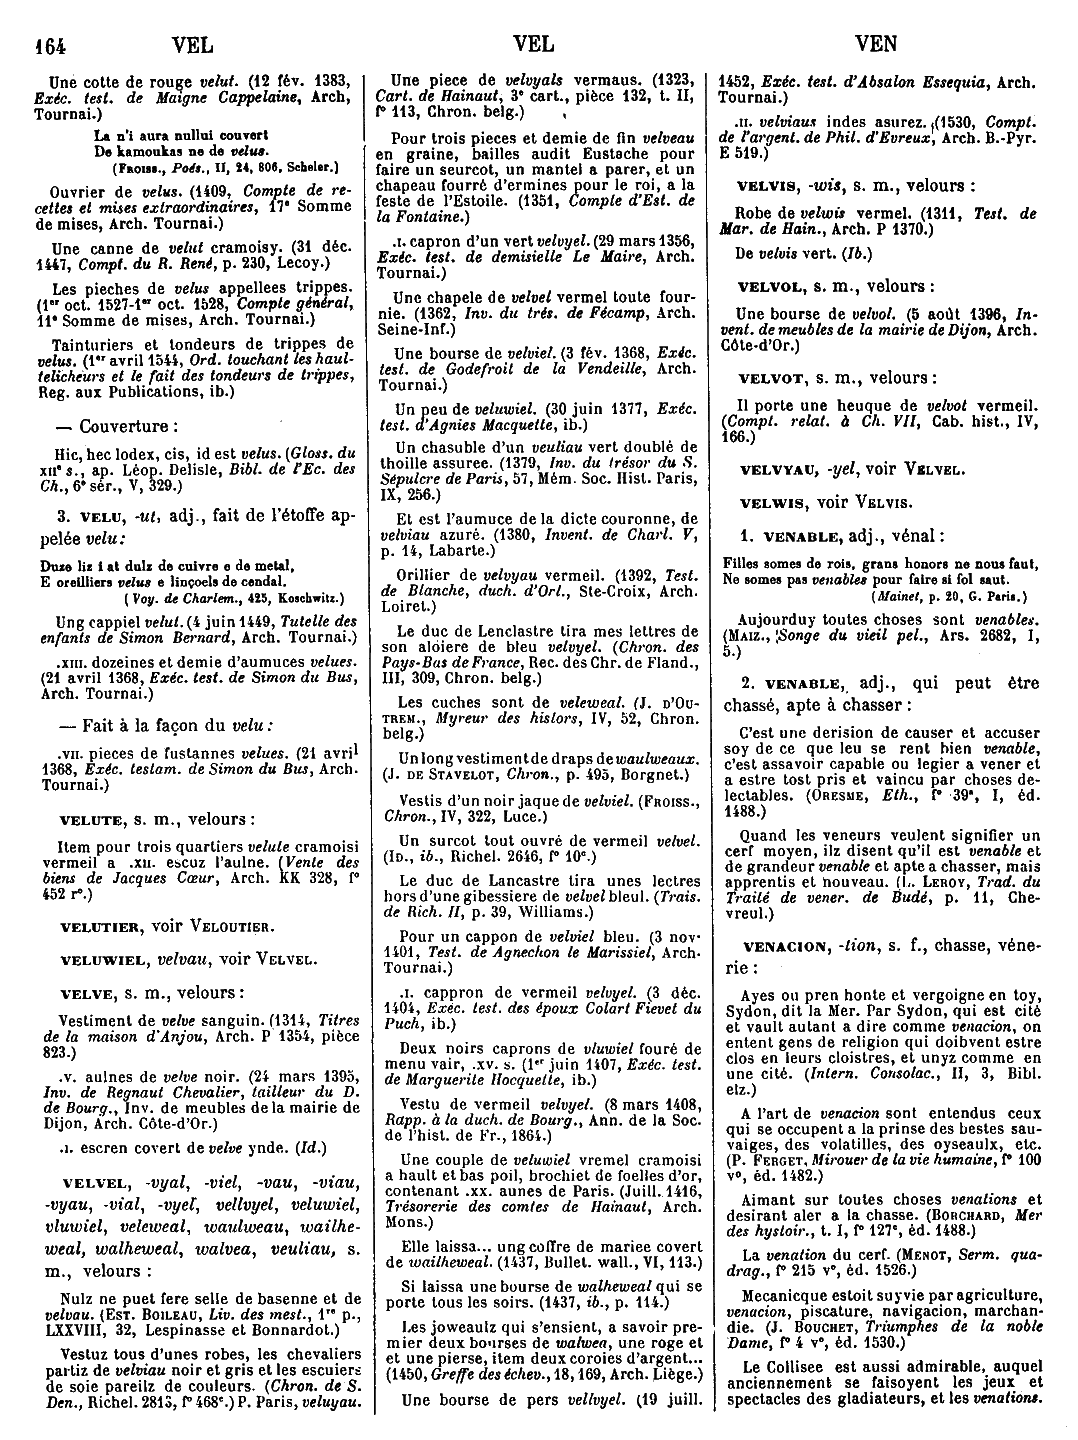 164 VEL VEL VEN
Une cotte de rouge velut. (12 fév. 1383,
Exéc. test. de Maigne Cappelaine, Arch,
Tournai.)
La n'i aura nullui couvert
De kamoukas ne de velus.
(FROISS., Poés., II, 24, 806, Scheler.)
Ouvrier de velus. (1409, Compte de re-
cettes et mises extraordinaires, 17e Somme
de mises, Arch. Tournai.)
Une canne de velut cramoisy. (31 déc.
1447, Compt. du R. René, p. 230, Lecoy.)
Les pieches de velus appellees trippes.
(1er oct. 1527-1er oct. 1528, Compte général,
11e Somme de mises, Arch. Tournai.)
Tainturiers et tondeurs de trippes de
velus. (1er avril 1544, Ord. touchant les haul-
telicheurs et le fait des tondeurs de trippes,
Reg. aux Publications, ib.)
— Couverture :
Hic, hec lodex, cis, id est velus. (Gloss. du
XIIe s., ap. Léop. Delisle, Bibl. de l'Ec. des
Ch., 6e sér., V, 329.)
3. VELU, -ut, adj., fait de l'étoffe ap-
pelée velu :
Duze liz i at dulz de cuivre e de metal,
E oreilliers velus e linçoels de cendal.
(Voy. de Charlem., 425, Koschwitz.)
Ung cappiel velut. (4 juin 1449, Tutelle des
enfants de Simon Bernard, Arch. Tournai.)
.XIII. dozeines et demie d'aumuces velues.
(21 avril 1368, Exéc. test. de Simon du Bus,
Arch. Tournai.)
— Fait à la façon du velu :
.VII. pieces de fustannes velues. (21 avril
1368, Exéc. testam. de Simon du Bus, Arch.
Tournai.)
VELUTE, s. m., velours :
Item pour trois quartiers velute cramoisi
vermeil a .XII. escuz l'aulne. (Vente des
biens de Jacques Cœur, Arch. KK 328, fo
452 ro.)
VELUTIER, voir VELOUTIER.
VELUWIEL, velvau, voir VELVEL.
VELVE, s. m., velours :
Vestiment de velve sanguin. (1314, Titres
de la maison d'Anjou, Arch. P 1354, pièce
823.)
.V. aulnes de velve noir. (24 mars 1395,
Inv. de Regnaut Chevalier, tailleur du D.
de Bourg., Inv. de meubles de la mairie de
Dijon, Arch. Côte-d'Or.)
.I. escren covert de velve ynde. (Id.)
VELVEL, -vyal, -viel, -vau, -viau,
-vyau, -vial, -vyel, vellvyel, veluwiel,
vluwiel, veleweal, waulweau, wailhe-
weal, walheweal, walvea, veuliau, s.
m., velours :
Nulz ne puet fere selle de basenne et de
velvau. (EST. BOILEAU, Liv. des mest., 1re p.,
LXXVIII, 32, Lespinasse et Bonnardot.)
Vestuz tous d'unes robes, les chevaliers
partiz de velviau noir et gris et les escuiers
de soie pareilz de couleurs. (Chron. de S.
Den., Richel. 2813, fo 468c.) P. Paris, veluyau.
Une piece de velvyals vermaus. (1323,
Cart. de Hainaut, 3e cart., pièce 132, t. II,
fo 113, Chron. belg.)
Pour trois pieces et demie de fin velveau
en graine, bailles audit Eustache pour
faire un seurcot, un mantel a parer, et un
chapeau fourré d'ermines pour le roi, a la
feste de l'Estoile. (1351, Compte d'Est. de
la Fontaine.)
.I. capron d'un vert velvyel. (29 mars 1356,
Exéc. test. de demisielle Le Maire, Arch.
Tournai.)
Une chapele de velvel vermel toute four-
nie. (1362, Inv. du trés. de Fécamp, Arch.
Seine-Inf.)
Une bourse de velviel. (3 fév. 1368, Exéc.
test. de Godefroit de la Vendeille, Arch.
Tournai.)
Un peu de veluwiel. (30 juin 1377, Exéc.
test. d'Agnies Macquette, ib.)
Un chasuble d'un veuliau vert doublé de
thoille assuree. (1379, Inv. du trésor du S.
Sépulcre de Paris, 57, Mém. Soc. Hist. Paris,
IX, 256.)
Et est l'aumuce de la dicte couronne, de
velviau azuré. (1380, Invent. de Charl. V,
p. 14, Labarte.)
Orillier de velvyau vermeil. (1392, Test.
de Blanche, duch. d'Orl., Ste-Croix, Arch.
Loiret.)
Le duc de Lenclastre tira mes lettres de
son aloiere de bleu velvyel. (Chron. des
Pays-Bas de France, Rec. des Chr. de Fland.,
III, 309, Chron. belg.)
Les cuches sont de veleweal. (J. D'OU-
TREM., Myreur des histors, IV, 52, Chron.
belg.)
Un long vestiment de draps de waulweaux.
(J. DE STAVELOT, Chron., p. 495, Borgnet.)
Vestis d'un noir jaque de velviel. (FROISS.,
Chron., IV, 322, Luce.)
Un surcot tout ouvré de vermeil velvel.
(ID., ib., Richel. 2646, fo 10c.)
Le duc de Lancastre tira unes lectres
hors d'une gibessiere de velvel bleul. (Trais.
de Rich. II, p. 39, Williams.)
Pour un cappon de velviel bleu. (3 nov.
1401, Test. de Agnechon le Marissiel, Arch.
Tournai.)
.I. cappron de vermeil velvyel. (3 déc.
1404, Exéc. test. des époux Colart Fievet du
Puch, ib.)
Deux noirs caprons de vluwiel fouré de
menu vair, .XV. s. (1er juin 1407, Exéc. test.
de Marguerite Hocquette, ib.)
Vestu de vermeil velvyel. (8 mars 1408,
Rapp. à la duch. de Bourg., Ann. de la Soc.
de l'hist. de Fr., 1864.)
Une couple de veluwiel vremel cramoisi
a hault et bas poil, brochiet de foelles d'or,
contenant .XX. aunes de Paris. (Juill. 1416,
Trésorerie des comtes de Hainaut, Arch.
Mons.)
Elle laissa... ung coffre de mariee covert
de wailheweal. (1437, Bullet. wall., VI, 113.)
Si laissa une bourse de walheweal qui se
porte tous les soirs. (1437, ib., p. 114.)
Les joweaulz qui s'ensient, a savoir pre-
mier deux bourses de walwea, une roge et
et une pierse, item deux coroies d'argent...
(1450, Greffe des échev., 18, 169, Arch. Liège.)
Une bourse de pers vellvyel. (19 juill.
1452, Exéc. test. d'Absalon Essequia, Arch.
Tournai.)
.II. velviaus indes asurez. (1530, Compt.
de l'argent. de Phil. d'Evreux, Arch. B.-Pyr.
E 519.)
VELVIS, -wis, s. m., velours :
Robe de velwis vermel. (1311, Test. de
Mar. de Hain., Arch. P 1370.)
De velvis vert. (Ib.)
VELVOL, s. m., velours :
Une bourse de velvol. (5 août 1396, In-
vent. de meubles de la mairie de Dijon, Arch.
Côte-d'Or.)
VELVOT, s. m., velours :
Il porte une heuque de velvot vermeil.
(Compt. relat. à Ch. VII, Cab. hist., IV,
166.)
VELVYAU, -yel, voir VELVEL.
VELWIS, voir VELVIS.
1. VENABLE, adj., vénal :
Filles somes de rois, grans honors ne nous faut,
Ne somes pas venables pour faire si fol saut.
(Mainet, p. 20, G. Paris.)
Aujourduy toutes choses sont venables.
(MAIZ., Songe du vieil pel., Ars. 2682, I,
5.)
2. VENABLE, adj., qui peut être
chassé, apte à chasser :
C'est une derision de causer et accuser
soy de ce que leu se rent bien venable,
c'est assavoir capable ou legier a vener et
a estre tost pris et vaincu par choses de-
lectables. (ORESME, Eth., fo 39a, I, éd.
1488.)
Quand les veneurs veulent signifier un
cerf moyen, ilz disent qu'il est venable et
de grandeur venable et apte a chasser, mais
apprentis et nouveau. (L. LEROY, Trad. du
Traité de vener. de Budé, p. 11, Che-
vreul.)
VENACION, -tion, s. f., chasse, véne-
rie :
Ayes ou pren honte et vergoigne en toy,
Sydon, dit la Mer. Par Sydon, qui est cité
et vault autant a dire comme venacion, on
entent gens de religion qui doibvent estre
clos en leurs cloistres, et unyz comme en
une cité. (Intern. Consolac., II, 3, Bibl.
elz.)
A l'art de venacion sont entendus ceux
qui se occupent a la prinse des bestes sau-
vaiges, des volatilles, des oyseaulx, etc.
(P. FERGET, Mirouer de la vie humaine, fo 100
vo, éd. 1482.)
Aimant sur toutes choses venations et
desirant aler a la chasse. (BORCHARD, Mer
des hystoir., t. I, fo 127c, éd. 1488.)
La venation du cerf. (MENOT, Serm. qua-
drag., fo 215 vo, éd. 1526.)
Mecanicque estoit suyvie par agriculture,
venacion, piscature, navigacion, marchan-
die. (J. BOUCHET, Triumphes de la noble
Dame, fo 4 vo, éd. 1530.)
Le Collisee est aussi admirable, auquel
anciennement se faisoyent les jeux et
spectacles des gladiateurs, et les venations.